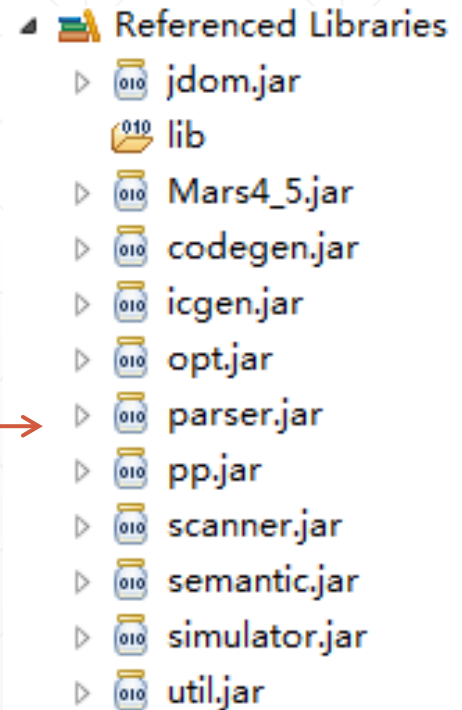 Referenced Libraries
jdom.jar
lib
Mars4_5.jar
codegen.jar
icgen.jar
opt.jar
parser.jar
pp.jar
scanner.jar
semantic.jar
simulator.jar
util.jar